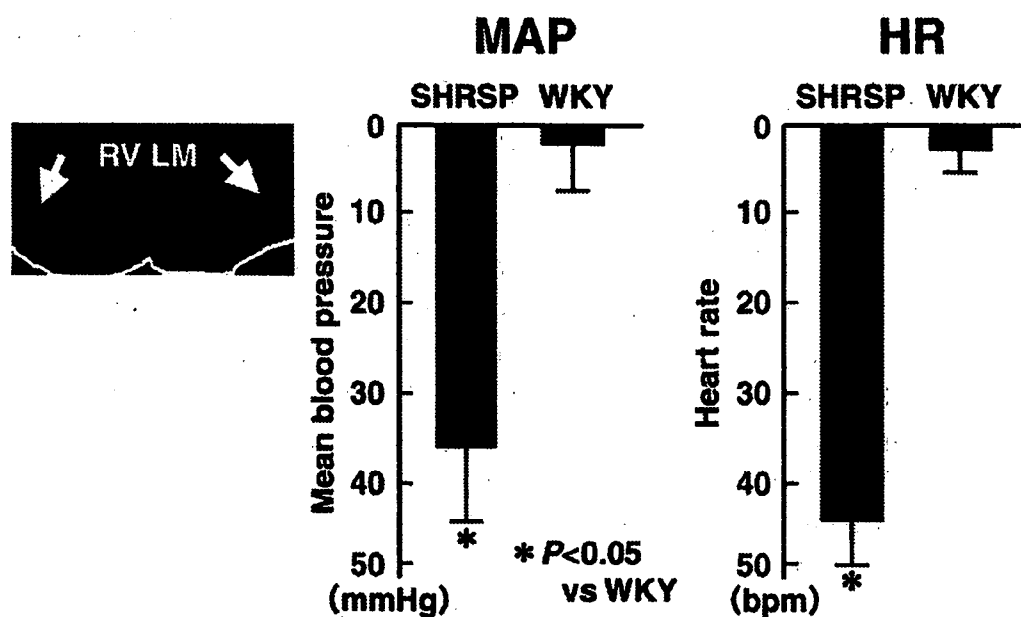 MAP
HR
SHRSP WKY
SHRSP WKY
RV LM
Mean blood pressure
0
10
20
30
40
50
(mmHg)
*
* P<0.05
vs WKY
Heart rate
0
10
20
30
40
50
(bpm)
*